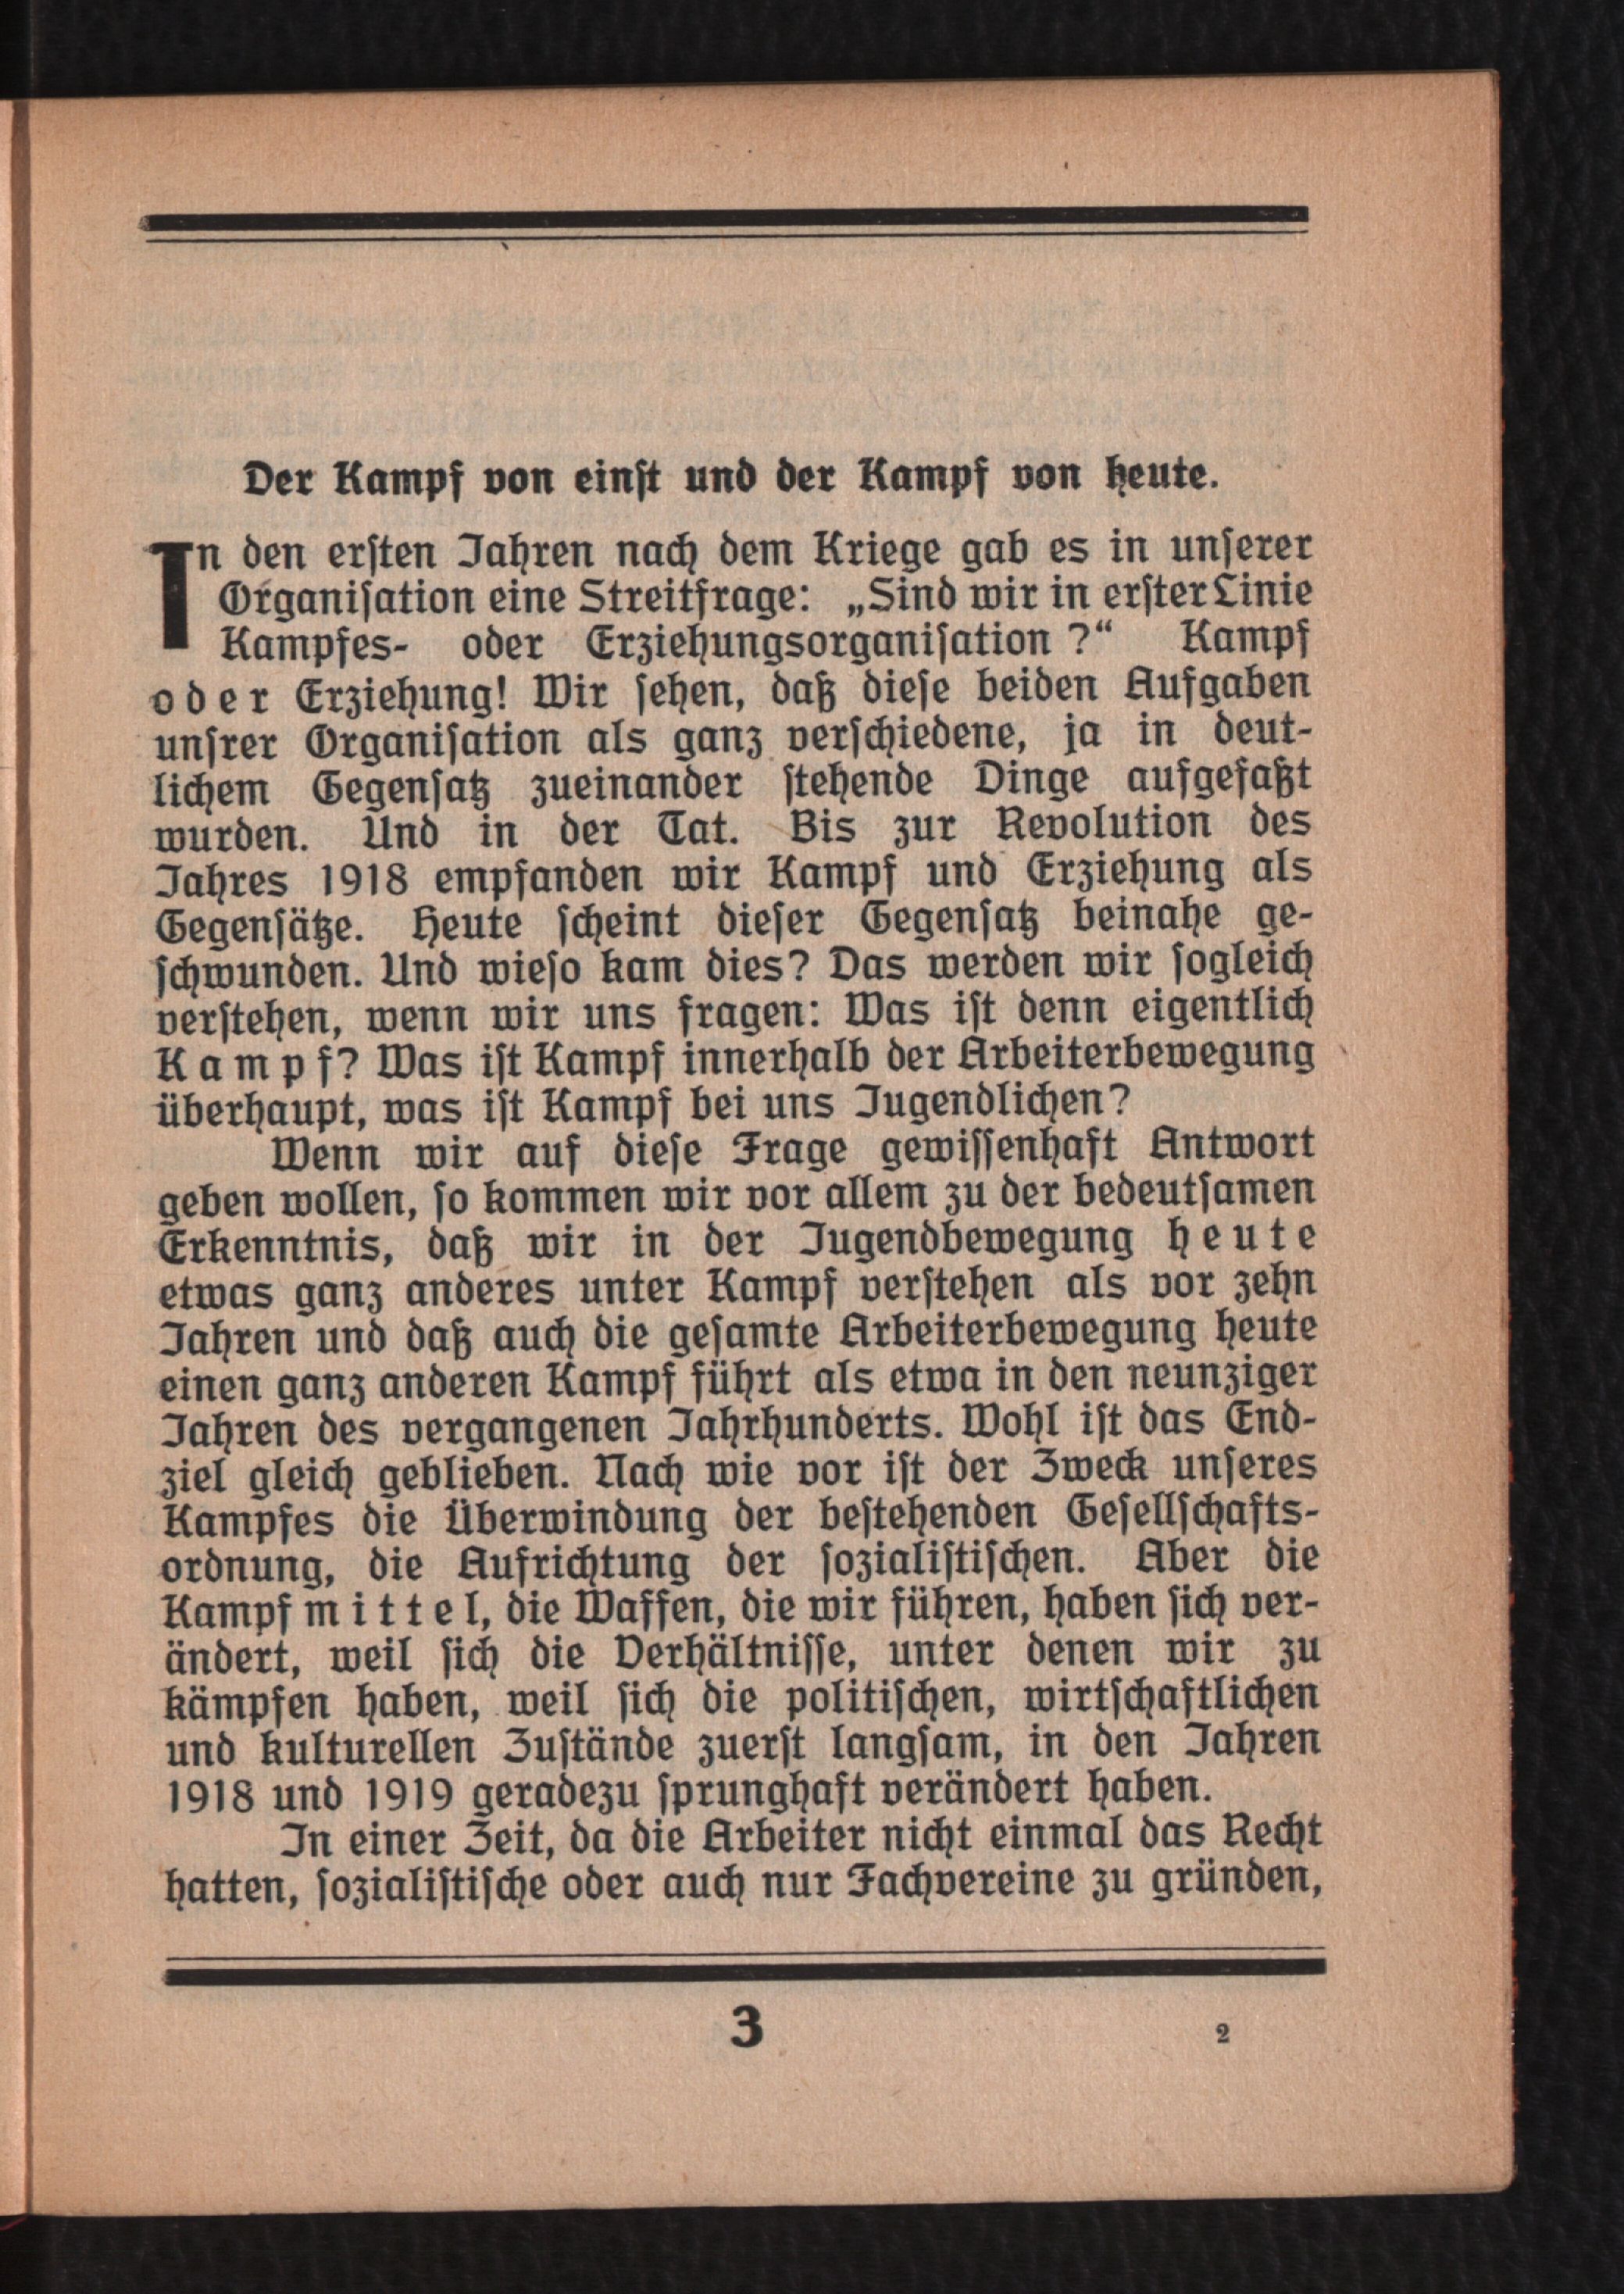 Der Kampf von einst und der Kampf von heute.
In den ersten Jahren nach dem Kriege gab es in unserer
Organisation eine Streitfrage: „Sind wir in erster Linie
Kampfes- oder Erziehungsorganisation?“ Kampf
oder Erziehung! Wir sehen, daß diese beiden Aufgaben
unsrer Organisation als ganz verschiedene, ja in deut-
lichem Gegensatz zueinander stehende Dinge aufgefaßt
wurden. Und in der Tat. Bis zur Revolution des
Jahres 1918 empfanden wir Kampf und Erziehung als
Gegensätze. Heute scheint dieser Gegensatz beinahe ge-
schwunden. Und wieso kam dies? Das werden wir sogleich
verstehen, wenn wir uns fragen: Was ist denn eigentlich
Kampf? Was ist Kampf innerhalb der Arbeiterbewegung
überhaupt, was ist Kampf bei uns Jugendlichen?
Wenn wir auf diese Frage gewissenhaft Antwort
geben wollen, so kommen wir vor allem zu der bedeutsamen
Erkenntnis, daß wir in der Jugendbewegung heute
etwas ganz anderes unter Kampf verstehen als vor zehn
Jahren und daß auch die gesamte Arbeiterbewegung heute
einen ganz anderen Kampf führt als etwa in den neunziger
Jahren des vergangenen Jahrhunderts. Wohl ist das End-
ziel gleich geblieben. Nach wie vor ist der Zweck unseres
Kampfes die Überwindung der bestehenden Gesellschafts-
ordnung, die Aufrichtung der sozialistischen. Aber die
Kampfmittel, die Waffen, die wir führen, haben sich ver-
ändert, weil sich die Verhältnisse, unter denen wir zu
kämpfen haben, weil sich die politischen, wirtschaftlichen
und kulturellen Zustände zuerst langsam, in den Jahren
1918 und 1919 geradezu sprunghaft verändert haben.
In einer Zeit, da die Arbeiter nicht einmal das Recht
hatten, sozialistische oder auch nur Fachvereine zu gründen,
3
2